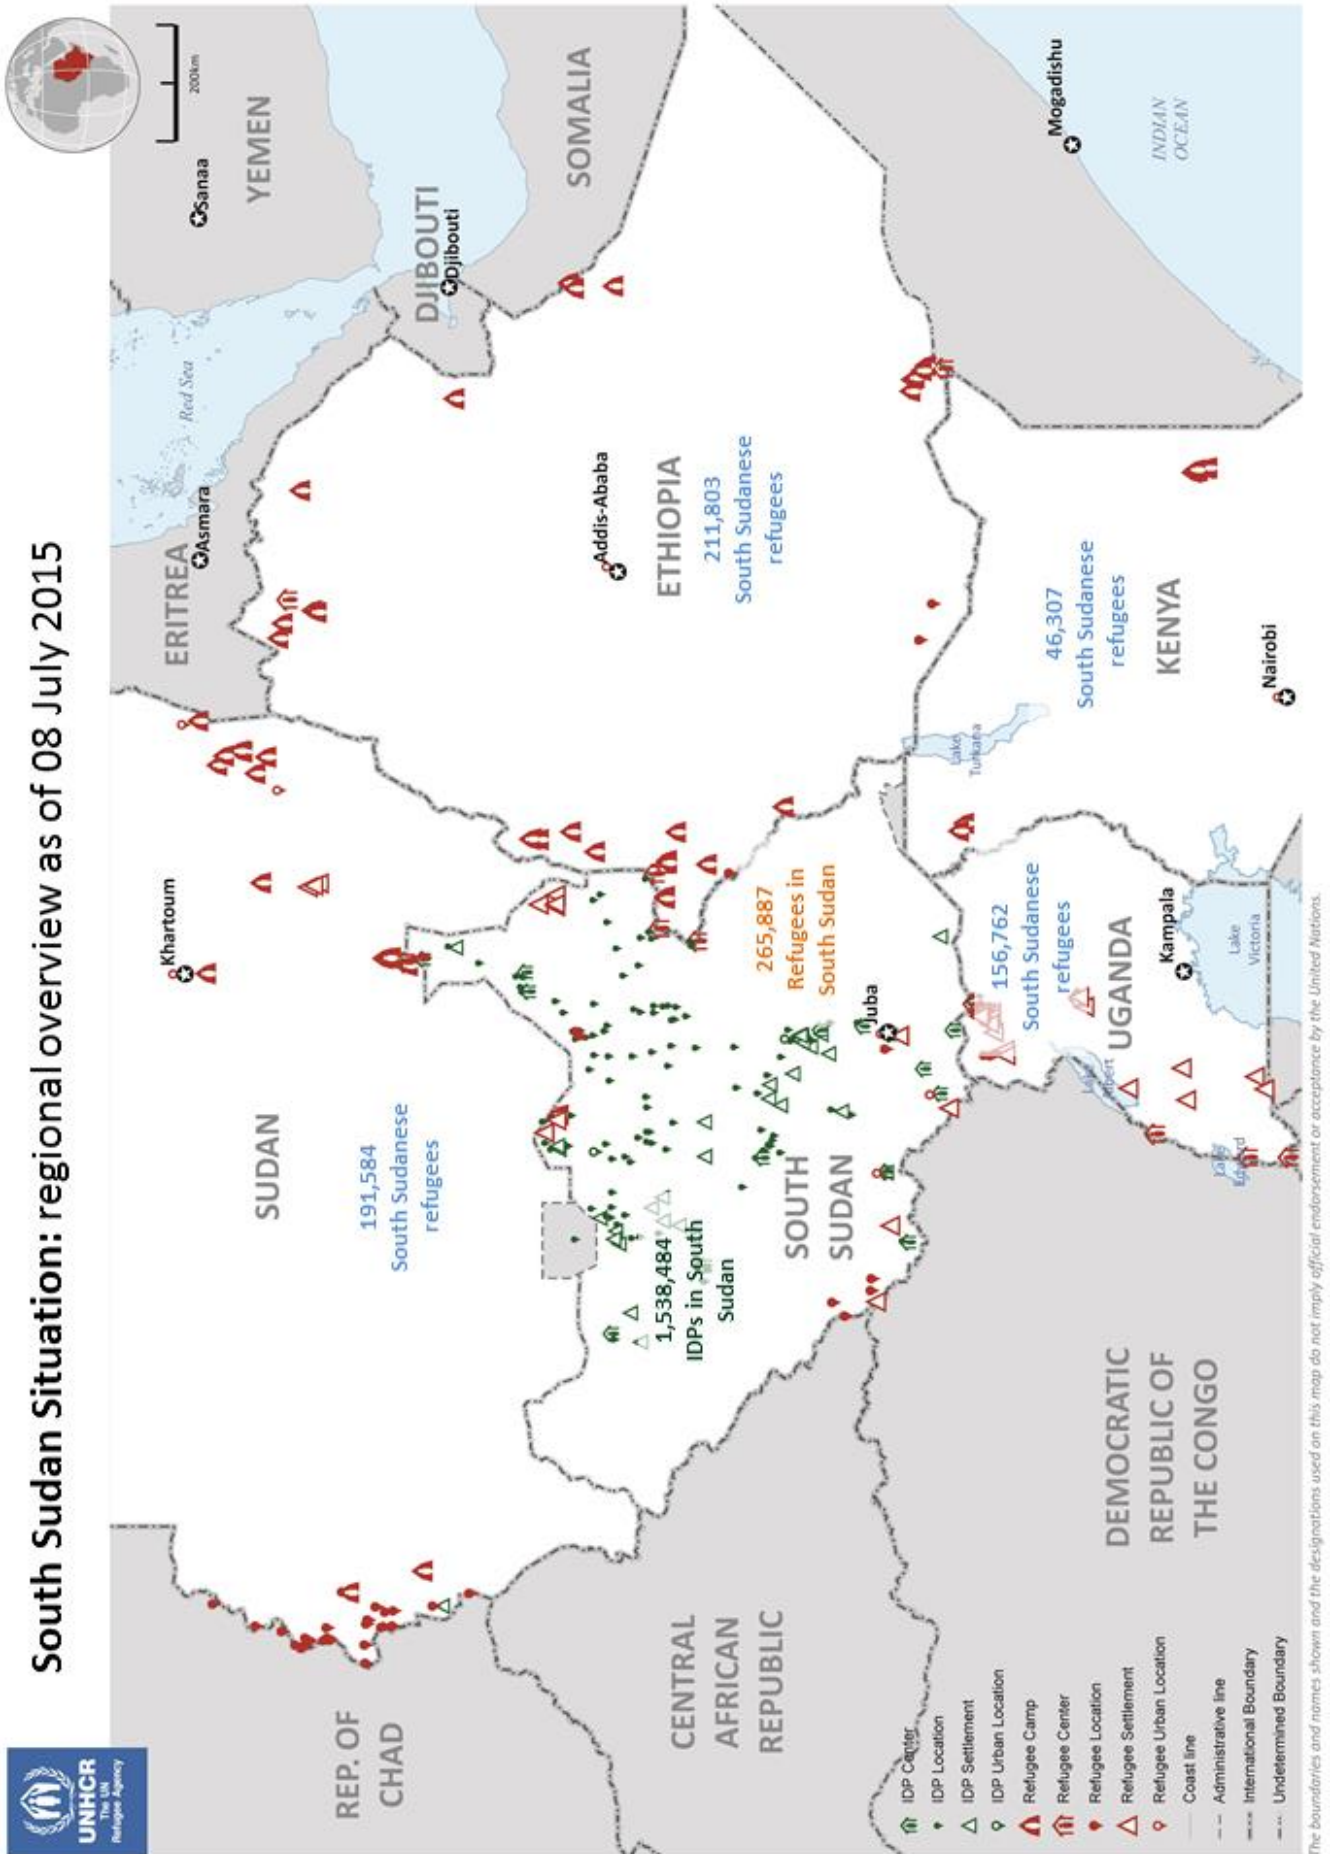 South Sudan Situation: regional overview as of 08 July 2015
UNHCR
The UN
Refugee Agency
200km
REP. OF
CHAD
SUDAN
191,584
South Sudanese
refugees
Khartoum
ERITREA
Asmara
Red Sea
Sanaa
YEMEN
DJIBOUTI
Djibouti
SOMALIA
Addis-Ababa
ETHIOPIA
211,803
South Sudanese
refugees
CENTRAL
AFRICAN
REPUBLIC
1,538,484
IDPs in South
Sudan
SOUTH
SUDAN
265,887
Refugees in
South Sudan
Juba
Lake
Turkana
46,307
South Sudanese
refugees
KENYA
Nairobi
Mogadishu
INDIAN
OCEAN
156,762
South Sudanese
refugees
UGANDA
Kampala
Lake
Victoria
DEMOCRATIC
REPUBLIC OF
THE CONGO
IDP Center
IDP Location
IDP Settlement
IDP Urban Location
Refugee Camp
Refugee Center
Refugee Location
Refugee Settlement
Refugee Urban Location
Coast line
Administrative line
International Boundary
Undetermined Boundary
The boundaries and names shown and the designations used on this map do not imply official endorsement or acceptance by the United Nations.